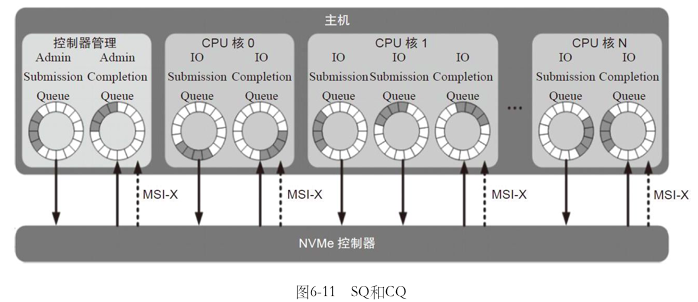 主机
控制器管理
Admin Admin
Submission Completion
Queue Queue
CPU 核 0
IO IO
Submission Completion
Queue Queue
CPU 核 1
IO IO IO
Submission Submission Completion
Queue Queue Queue
...
CPU 核 N
IO IO
Submission Completion
Queue Queue
MSI-X MSI-X MSI-X MSI-X
NVMe 控制器
图6-11 SQ和CQ